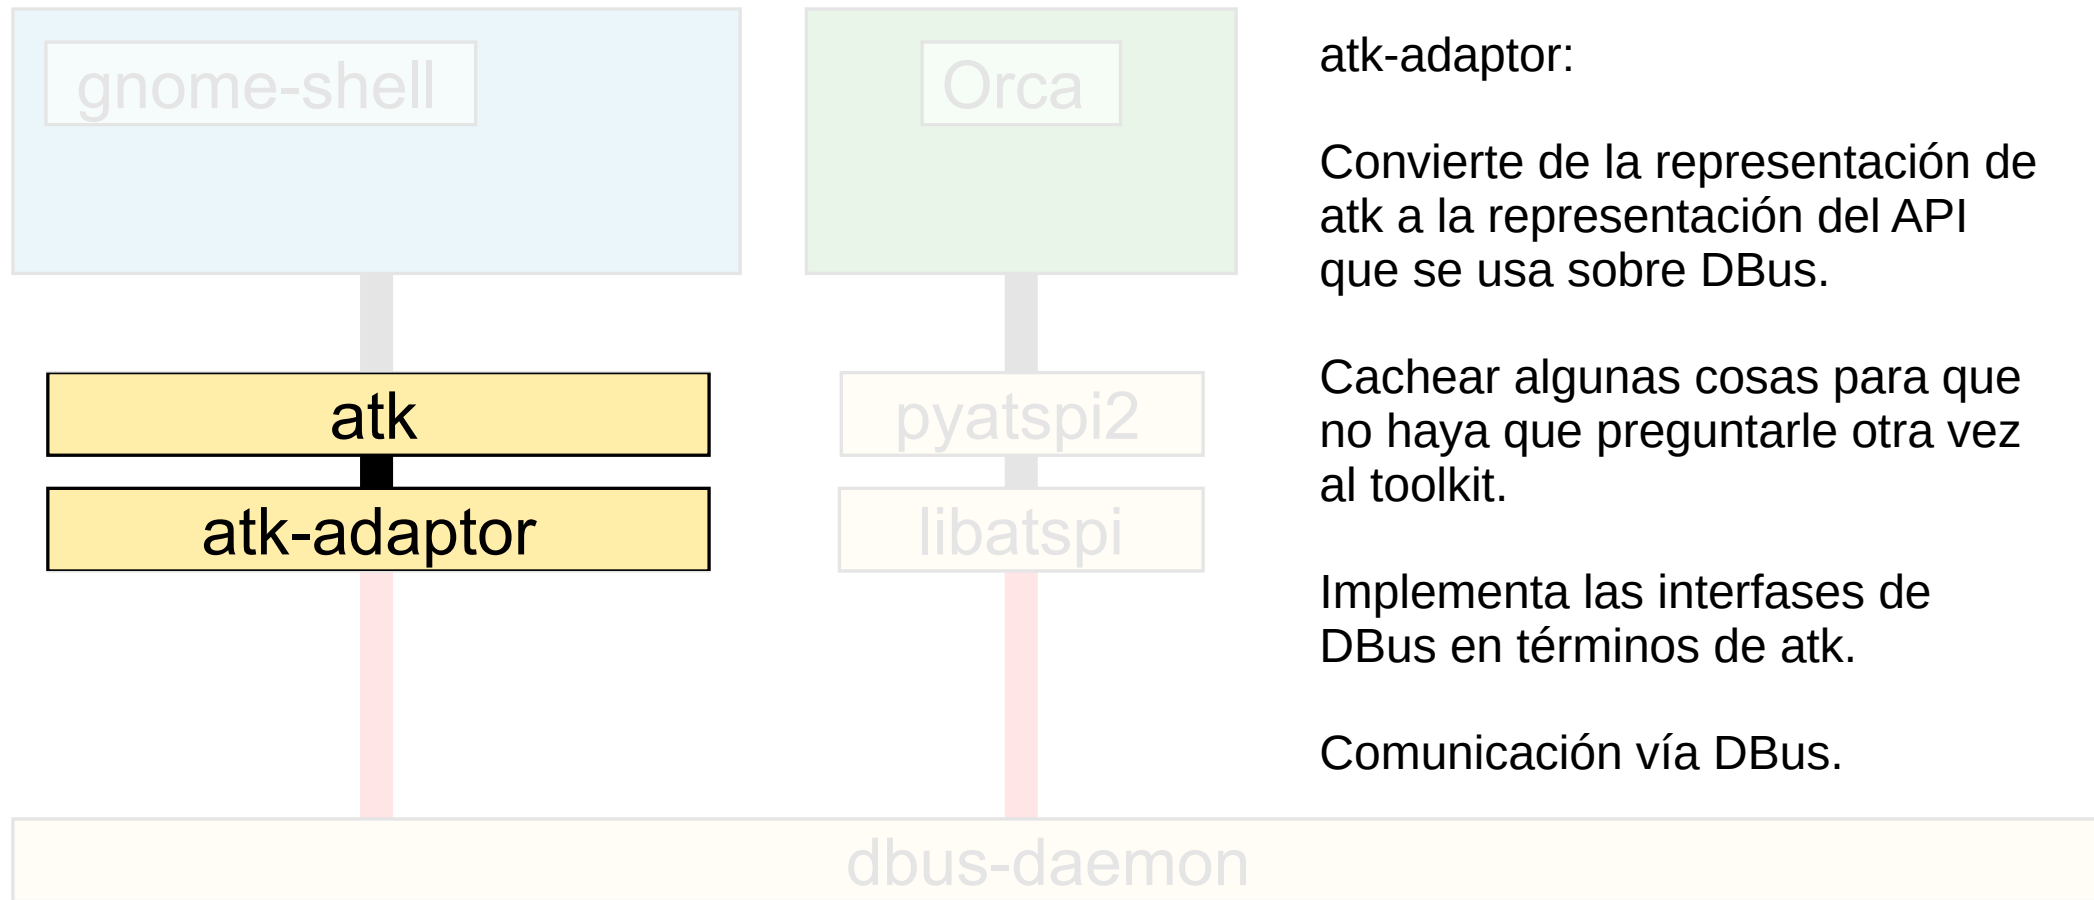 gnome-shell
Orca
atk
atk-adaptor
pyatspi2
libatspi
dbus-daemon
atk-adaptor:
Convierte de la representación de
atk a la representación del API
que se usa sobre DBus.
Cachear algunas cosas para que
no haya que preguntarle otra vez
al toolkit.
Implementa las interfases de
DBus en términos de atk.
Comunicación vía DBus.